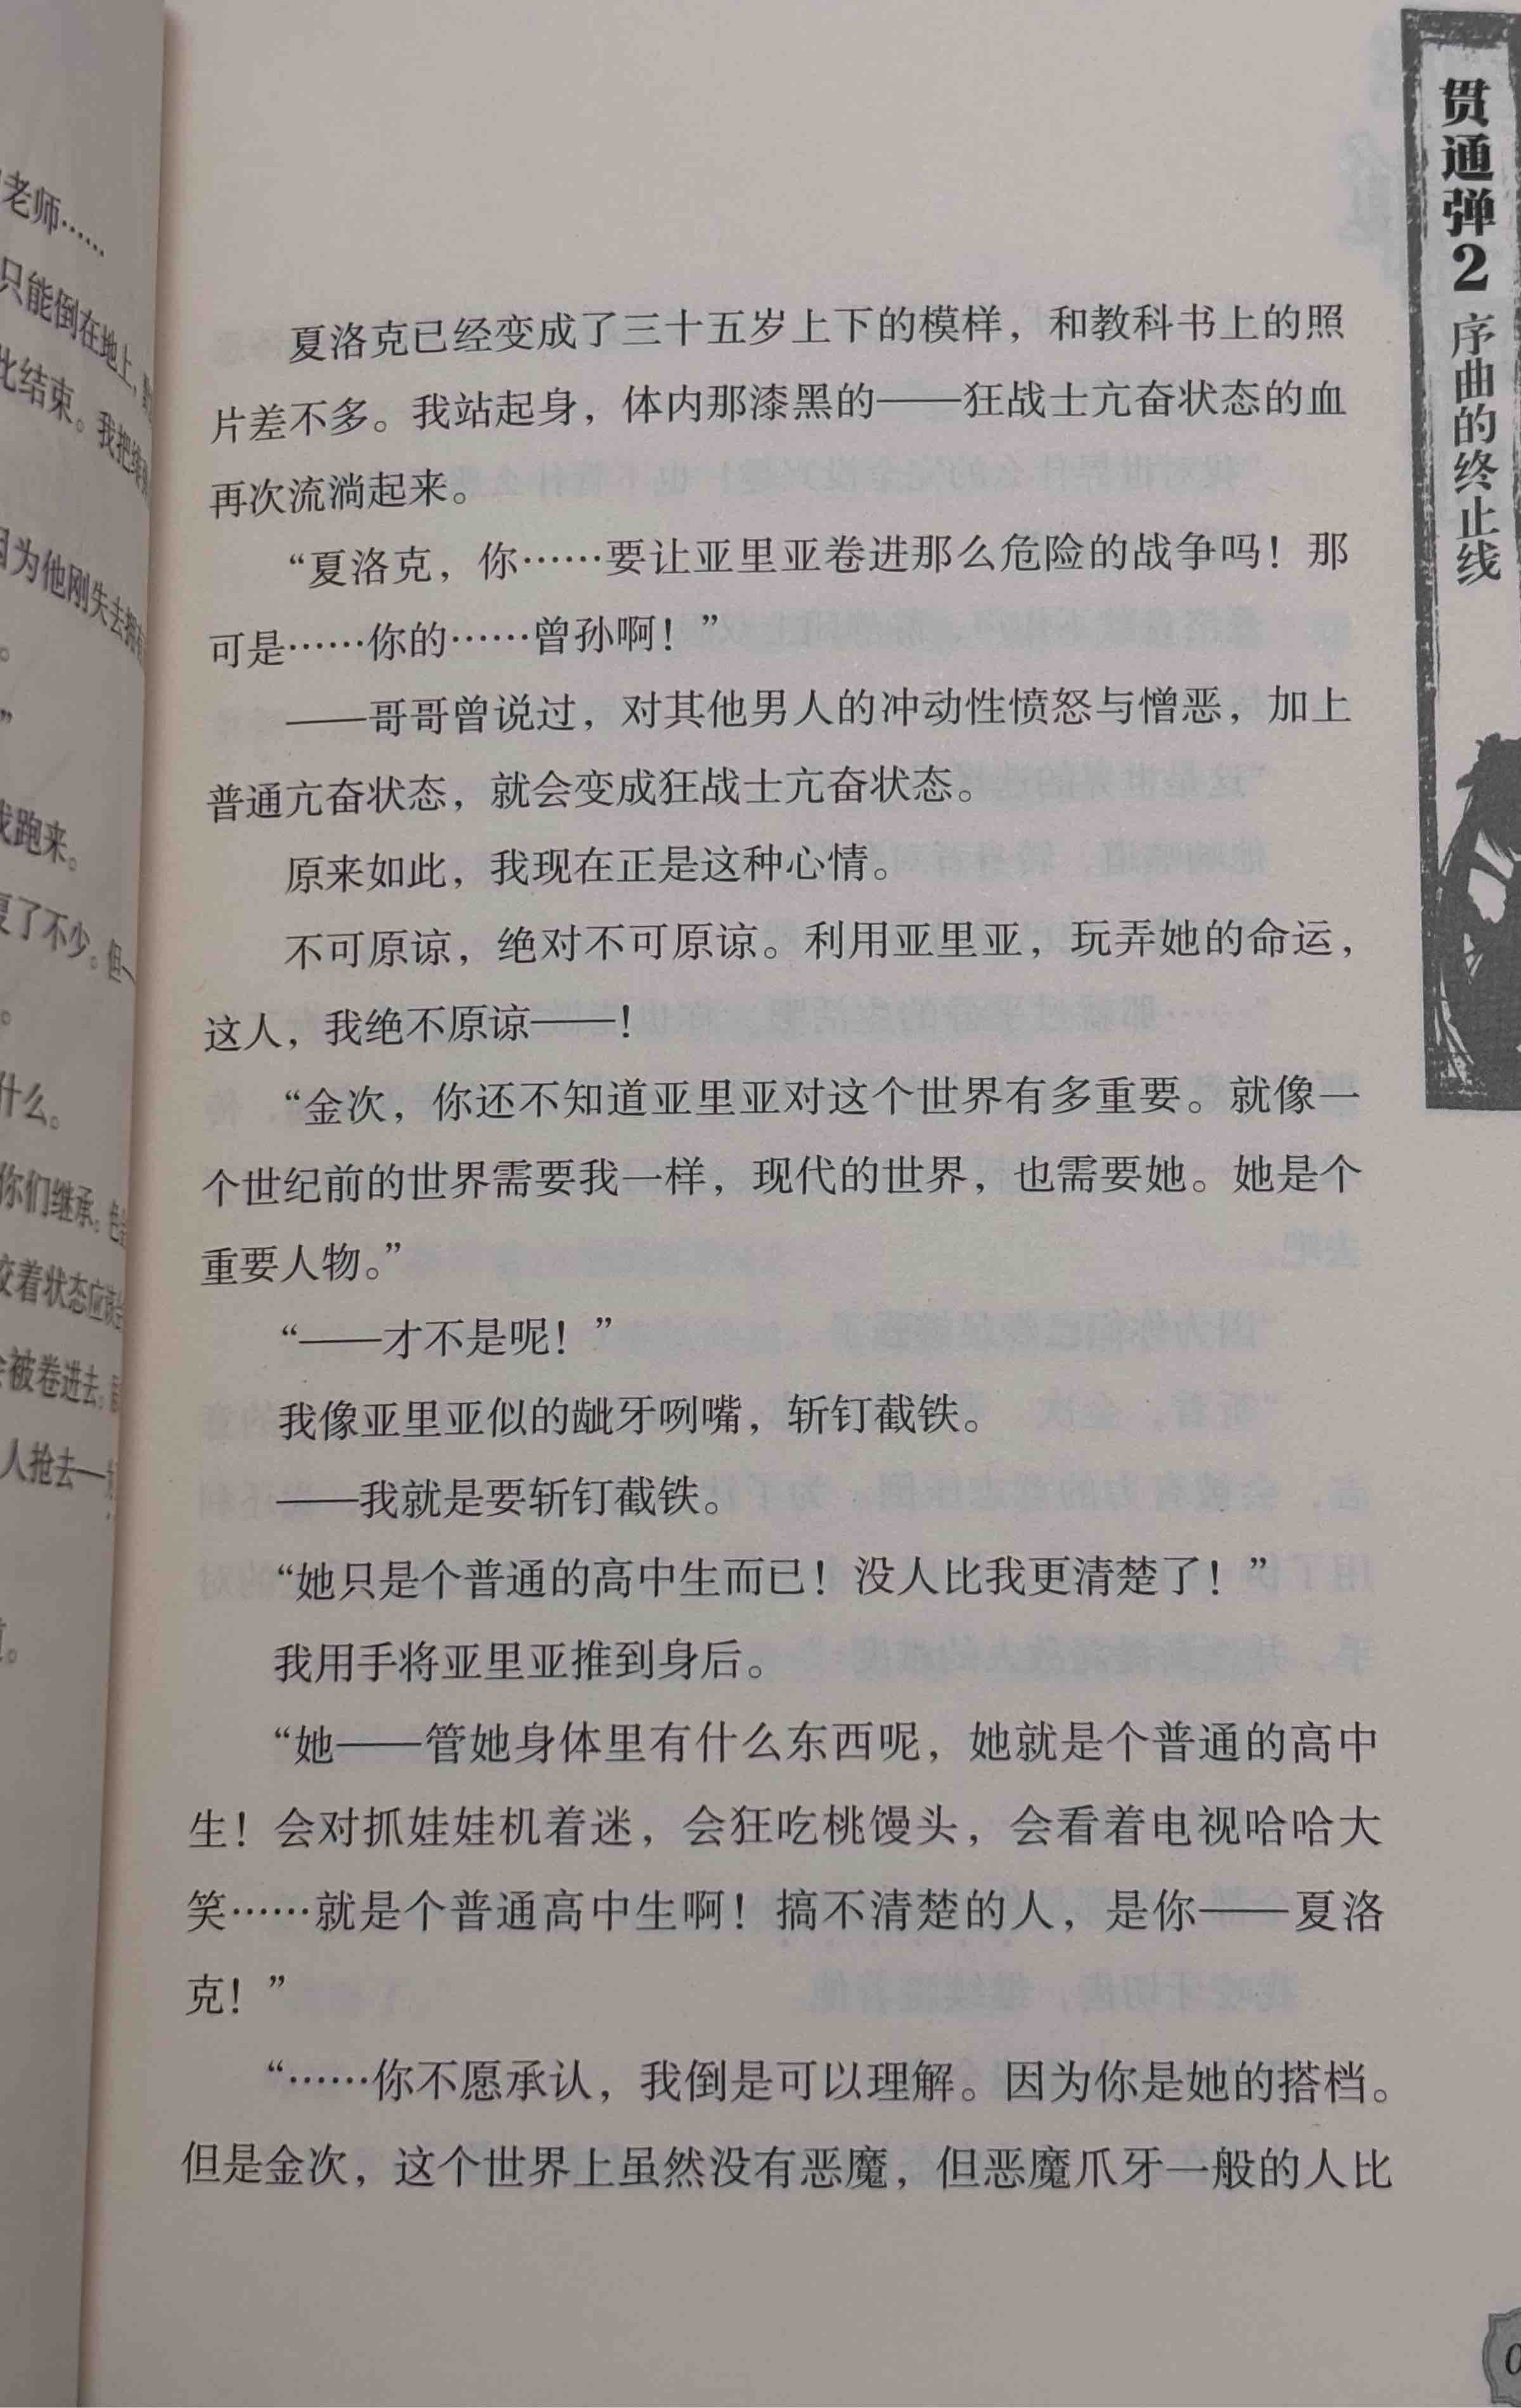 老师……
只能倒在地上，
此结束。我把
因为他刚失去
。
”
我跑来。
复了不少。但
。
什么。
你们继承。
咬着状态应该
被卷进去。
人抢去—
。
夏洛克已经变成了三十五岁上下的模样，和教科书上的照
片差不多。我站起身，体内那漆黑的——狂战士亢奋状态的血
再次流淌起来。
“夏洛克，你……要让亚里亚卷进那么危险的战争吗！那
可是……你的……曾孙啊！”
——哥哥曾说过，对其他男人的冲动性愤怒与憎恶，加上
普通亢奋状态，就会变成狂战士亢奋状态。
原来如此，我现在正是这种心情。
不可原谅，绝对不可原谅。利用亚里亚，玩弄她的命运，
这人，我绝不原谅——！
“金次，你还不知道亚里亚对这个世界有多重要。就像一
个世纪前的世界需要我一样，现代的世界，也需要她。她是个
重要人物。”
“——才不是呢！”
我像亚里亚似的龇牙咧嘴，斩钉截铁。
——我就是要斩钉截铁。
“她只是个普通的高中生而已！没人比我更清楚了！”
我用手将亚里亚推到身后。
“她——管她身体里有什么东西呢，她就是个普通的高中
生！会对抓娃娃机着迷，会狂吃桃馒头，会看着电视哈哈大
笑……就是个普通高中生啊！搞不清楚的人，是你——夏洛
克！”
“……你不愿承认，我倒是可以理解。因为你是她的搭档。
但是金次，这个世界上虽然没有恶魔，但恶魔爪牙一般的人比
贯通弹2 序曲的终止线
0